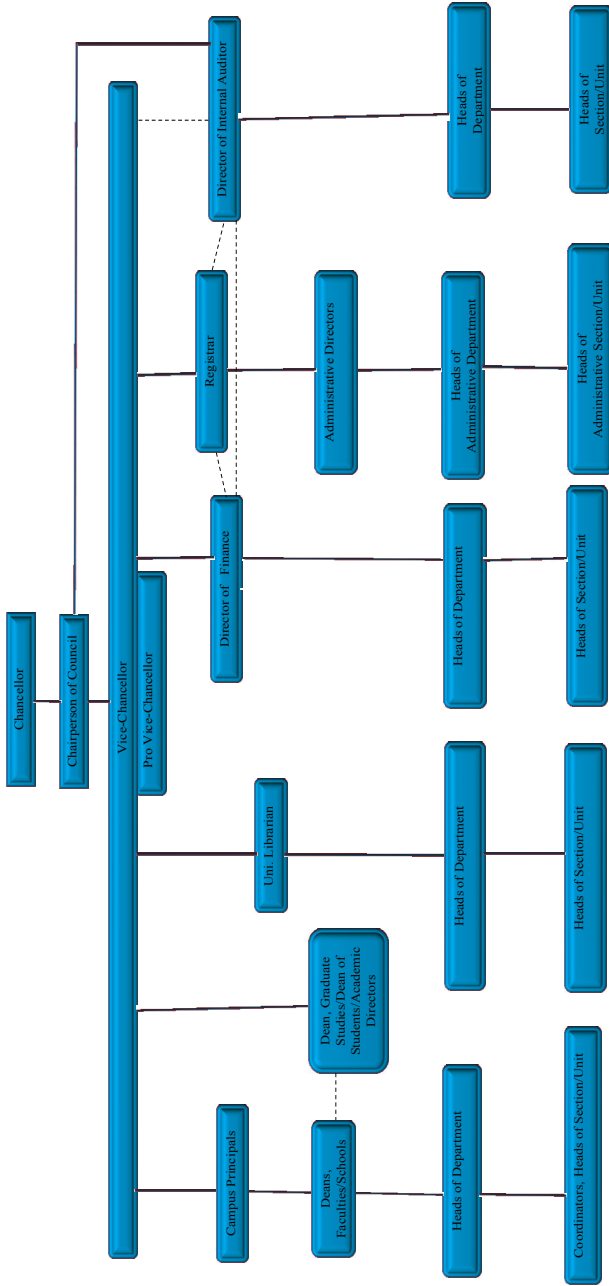 Chancellor
Chairperson of Council
Vice-Chancellor
Pro Vice-Chancellor
Campus Principals
Deans,
Faculties/Schools
Heads of Department
Coordinators, Heads of Section/Unit
Dean, Graduate
Studies/Dean of
Students/Academic
Directors
Uni. Librarian
Heads of Department
Heads of Section/Unit
Director of Finance
Heads of Department
Heads of Section/Unit
Registrar
Administrative Directors
Heads of
Administrative Department
Heads of
Administrative Section/Unit
Director of Internal Auditor
Heads of
Department
Heads of
Section/Unit